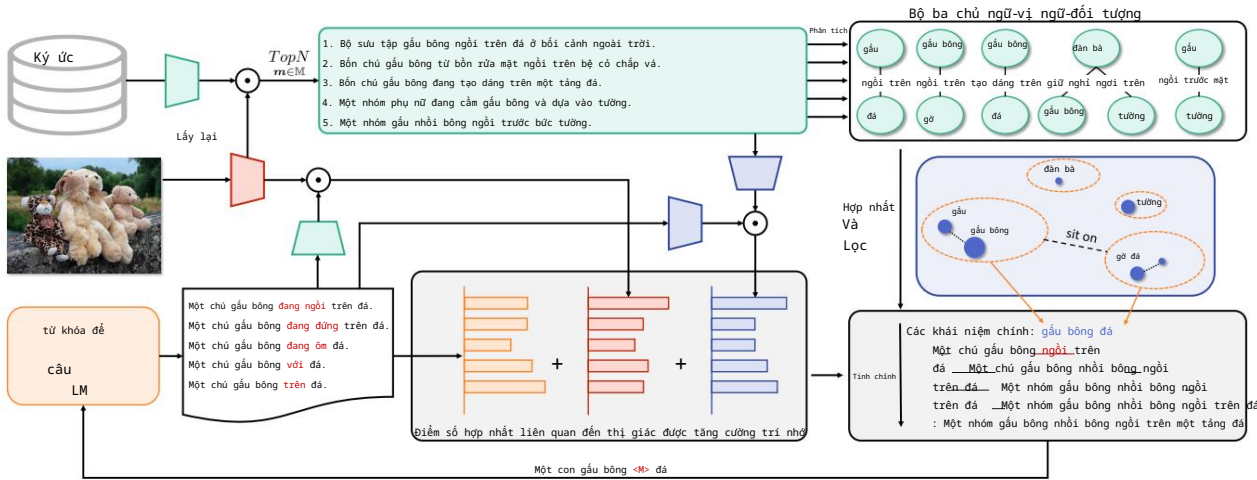 Bộ ba chủ ngữ-vị ngữ-đối tượng
Ký ức
TopN
m∈M
1. Bộ sưu tập gấu bông ngồi trên đá ở bối cảnh ngoài trời.
2. Bốn chú gấu bông từ bồn rửa mặt ngồi trên bệ cỏ chắp vá.
3. Bốn chú gấu bông đang tạo dáng trên một tảng đá.
4. Một nhóm phụ nữ đang cầm gấu bông và dựa vào tường.
5. Một nhóm gấu nhồi bông ngồi trước bức tường.
Phân tích
gấu
gấu bông
gấu bông
đàn bà
gấu
ngồi trên ngồi trên tạo dáng trên giữ nghỉ ngơi trên
ngồi trước mặt
đá
gờ
đá
gấu bông
tường
tường
Lấy lại
Hợp nhất
Và
Lọc
đàn bà
tường
gấu
gấu bông
sit on
gờ đá
từ khóa để
câu
LM
Một chú gấu bông đang ngồi trên đá.
Một chú gấu bông đang đứng trên đá.
Một chú gấu bông đang ôm đá.
Một chú gấu bông với đá.
Một chú gấu bông trên đá.
+
+
Điểm số hợp nhất liên quan đến thị giác được tăng cường trí nhớ
Tinh chỉnh
Các khái niệm chính: gấu bông đá
Một chú gấu bông ngồi trên
đá Một chú gấu bông nhồi bông ngồi
trên đá Một nhóm gấu bông nhồi bông ngồi
trên đá Một nhóm gấu bông nhồi bông ngồi trên đá
: Một nhóm gấu bông nhồi bông ngồi trên một tảng đá
Một con gấu bông <M> đá